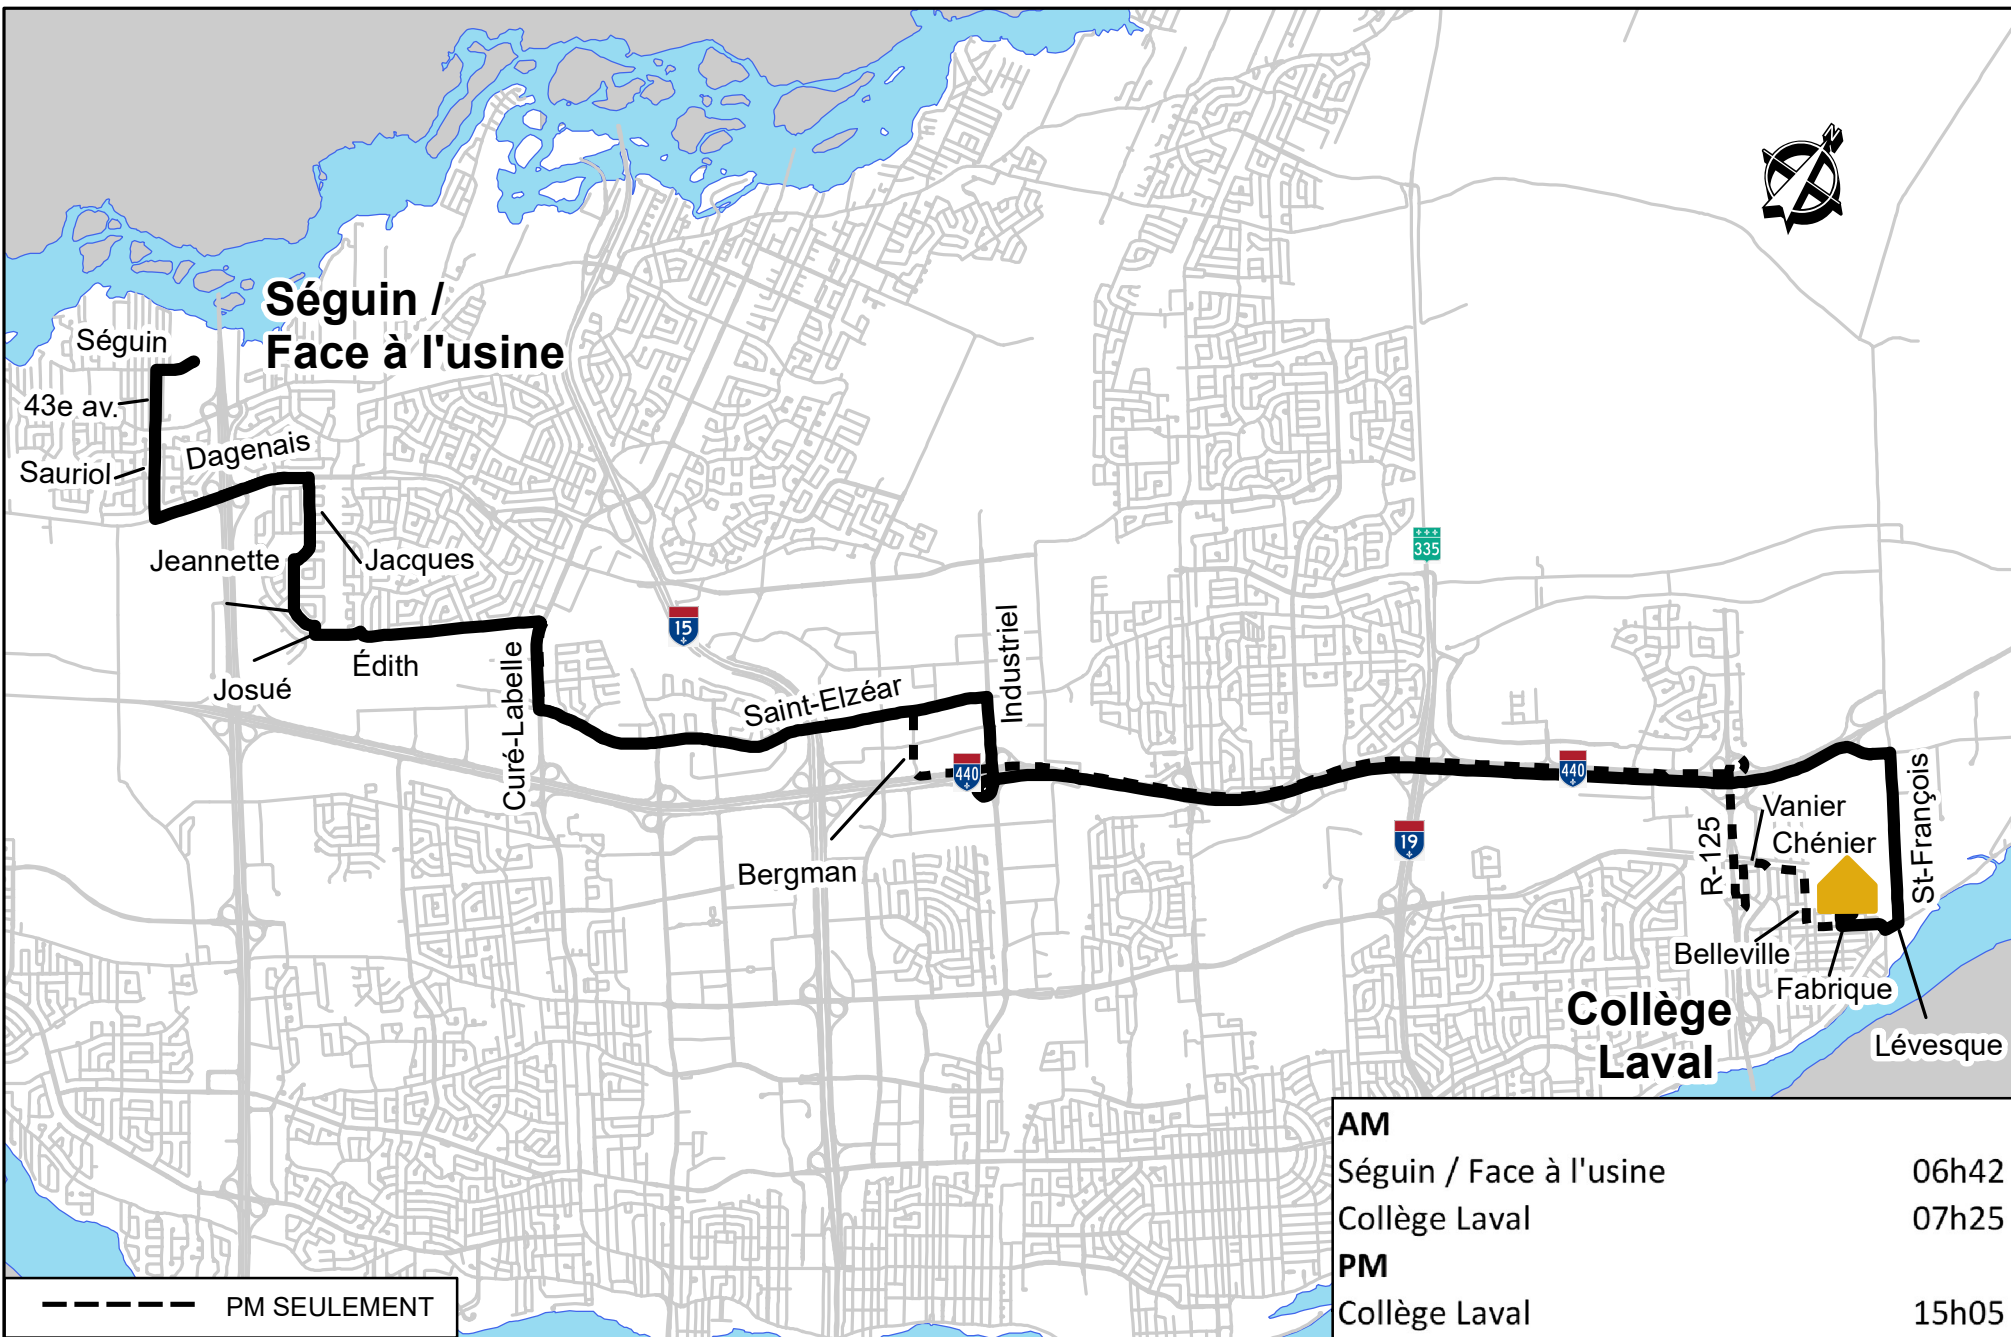 N
Séguin /
Face à l'usine
Séguin
43e av.
Dagenais
Sauriol
Jeannette
Jacques
335
15
Industriel
Édith
Josué
Curé-Labelle
Saint-Elzéar
440
440
Bergman
19
R-125
Vanier
Chénier
St-François
Belleville
Fabrique
Collège
Laval
Lévesque
AM
Séguin / Face à l'usine 06h42
Collège Laval 07h25
PM
Collège Laval 15h05
PM SEULEMENT